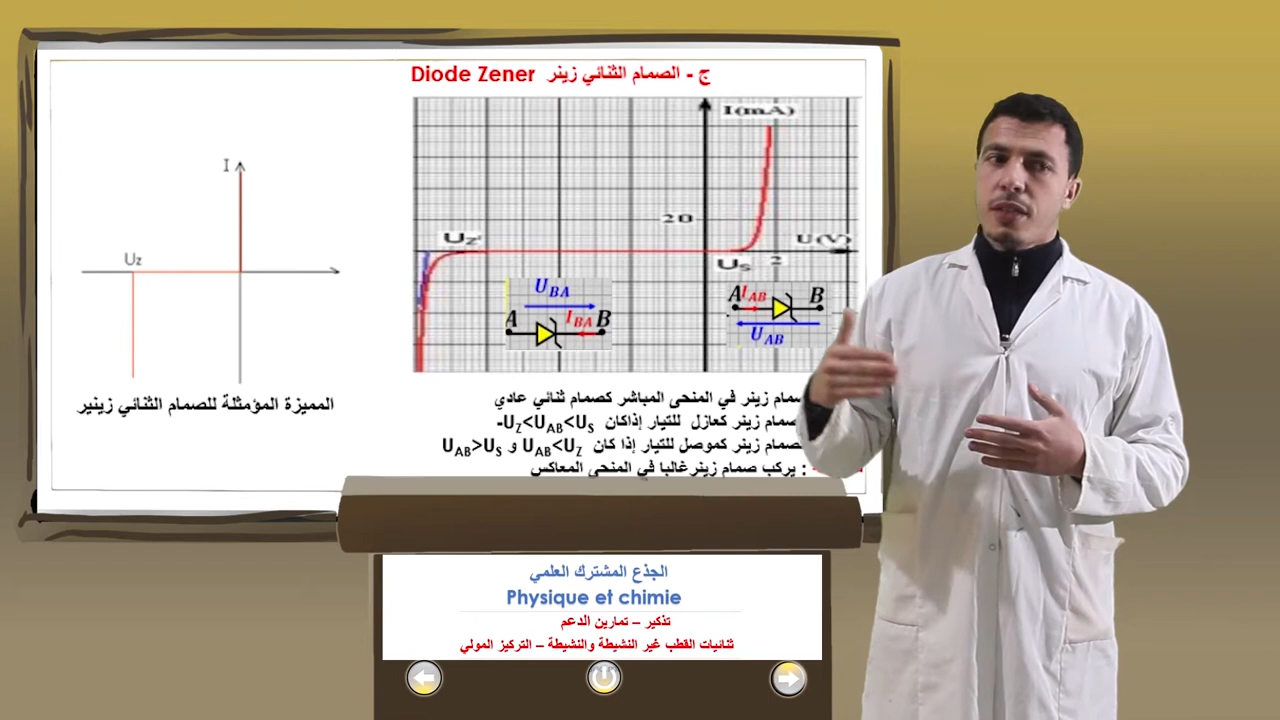 ج - الصمام الثنائي زينر Diode Zener
I
Uz
المميزة المؤمثلة للصمام الثنائي زينير
I(mA)
20
Uz
U(V)
Us
2
UBA
A
IBA
B
A
IAB
B
UAB
زينر في المنحى المباشر كصمام ثنائي عادي
زينر كعازل للتيار إذاكان -UZ<UAB<US
زينر كموصل للتيار إذا كان UAB<UZ و UAB>US
: يركب صمام زينرغالبا في المنحى المعاكس
الجذع المشترك العلمي
Physique et chimie
تذكير – تمارين الدعم
ثنائيات القطب غير النشيطة والنشيطة – التركيز المولي